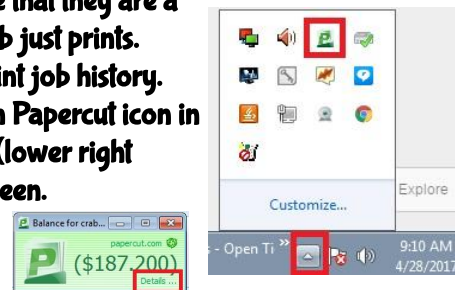 e that they are a
b just prints.
int job history.
n Papercut icon in
(lower right
een.
Balance for crab...
papercut.com
($187.200)
Details ...
Customize...
Explore
s - Open Ti »
9:10 AM
4/28/2017